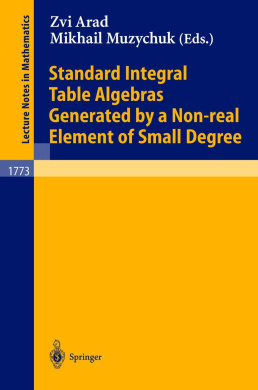 Zvi Arad
Mikhail Muzychuk (Eds.)
Lecture Notes in Mathematics
1773
Standard Integral
Table Algebras
Generated by a Non-real
Element of Small Degree
Springer